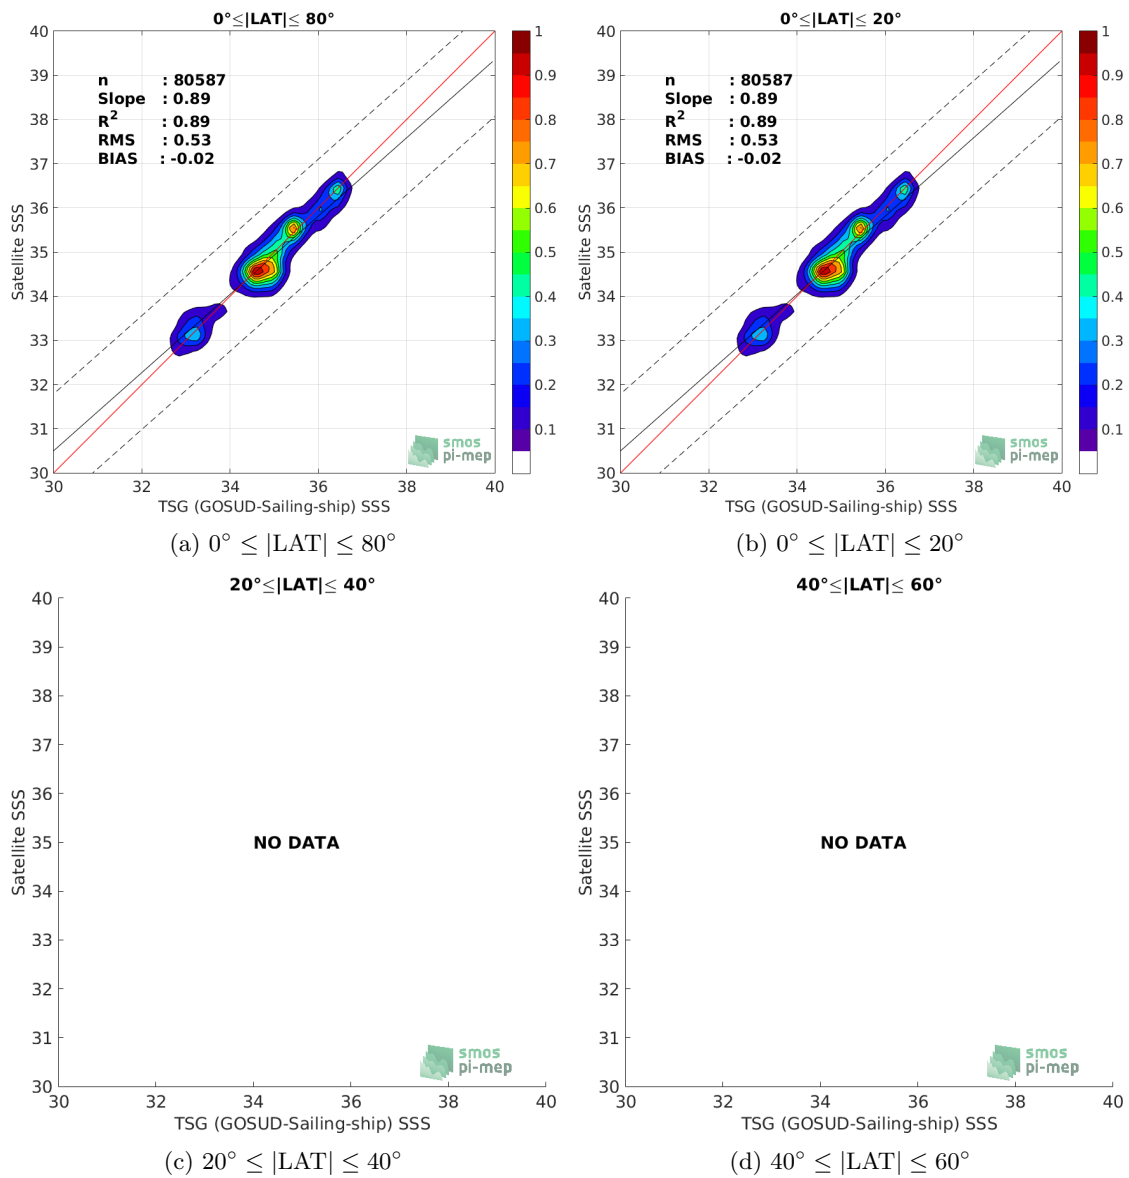 0°≤|LAT|≤ 80°
40
39
38
37
36
35
34
33
32
31
30
Satellite SSS
n : 80587
Slope : 0.89
R2 : 0.89
RMS : 0.53
BIAS : -0.02
smos
pi-mep
30 32 34 36 38 40
TSG (GOSUD-Sailing-ship) SSS
1
0.9
0.8
0.7
0.6
0.5
0.4
0.3
0.2
0.1
(a) 0° ≤ |LAT| ≤ 80°
0°≤|LAT|≤ 20°
40
39
38
37
36
35
34
33
32
31
30
Satellite SSS
n : 80587
Slope : 0.89
R2 : 0.89
RMS : 0.53
BIAS : -0.02
smos
pi-mep
30 32 34 36 38 40
TSG (GOSUD-Sailing-ship) SSS
1
0.9
0.8
0.7
0.6
0.5
0.4
0.3
0.2
0.1
(b) 0° ≤ |LAT| ≤ 20°
20°≤|LAT|≤ 40°
40
39
38
37
36
35
34
33
32
31
30
Satellite SSS
NO DATA
smos
pi-mep
30 32 34 36 38 40
TSG (GOSUD-Sailing-ship) SSS
(c) 20° ≤ |LAT| ≤ 40°
40°≤|LAT|≤ 60°
40
39
38
37
36
35
34
33
32
31
30
Satellite SSS
NO DATA
smos
pi-mep
30 32 34 36 38 40
TSG (GOSUD-Sailing-ship) SSS
(d) 40° ≤ |LAT| ≤ 60°